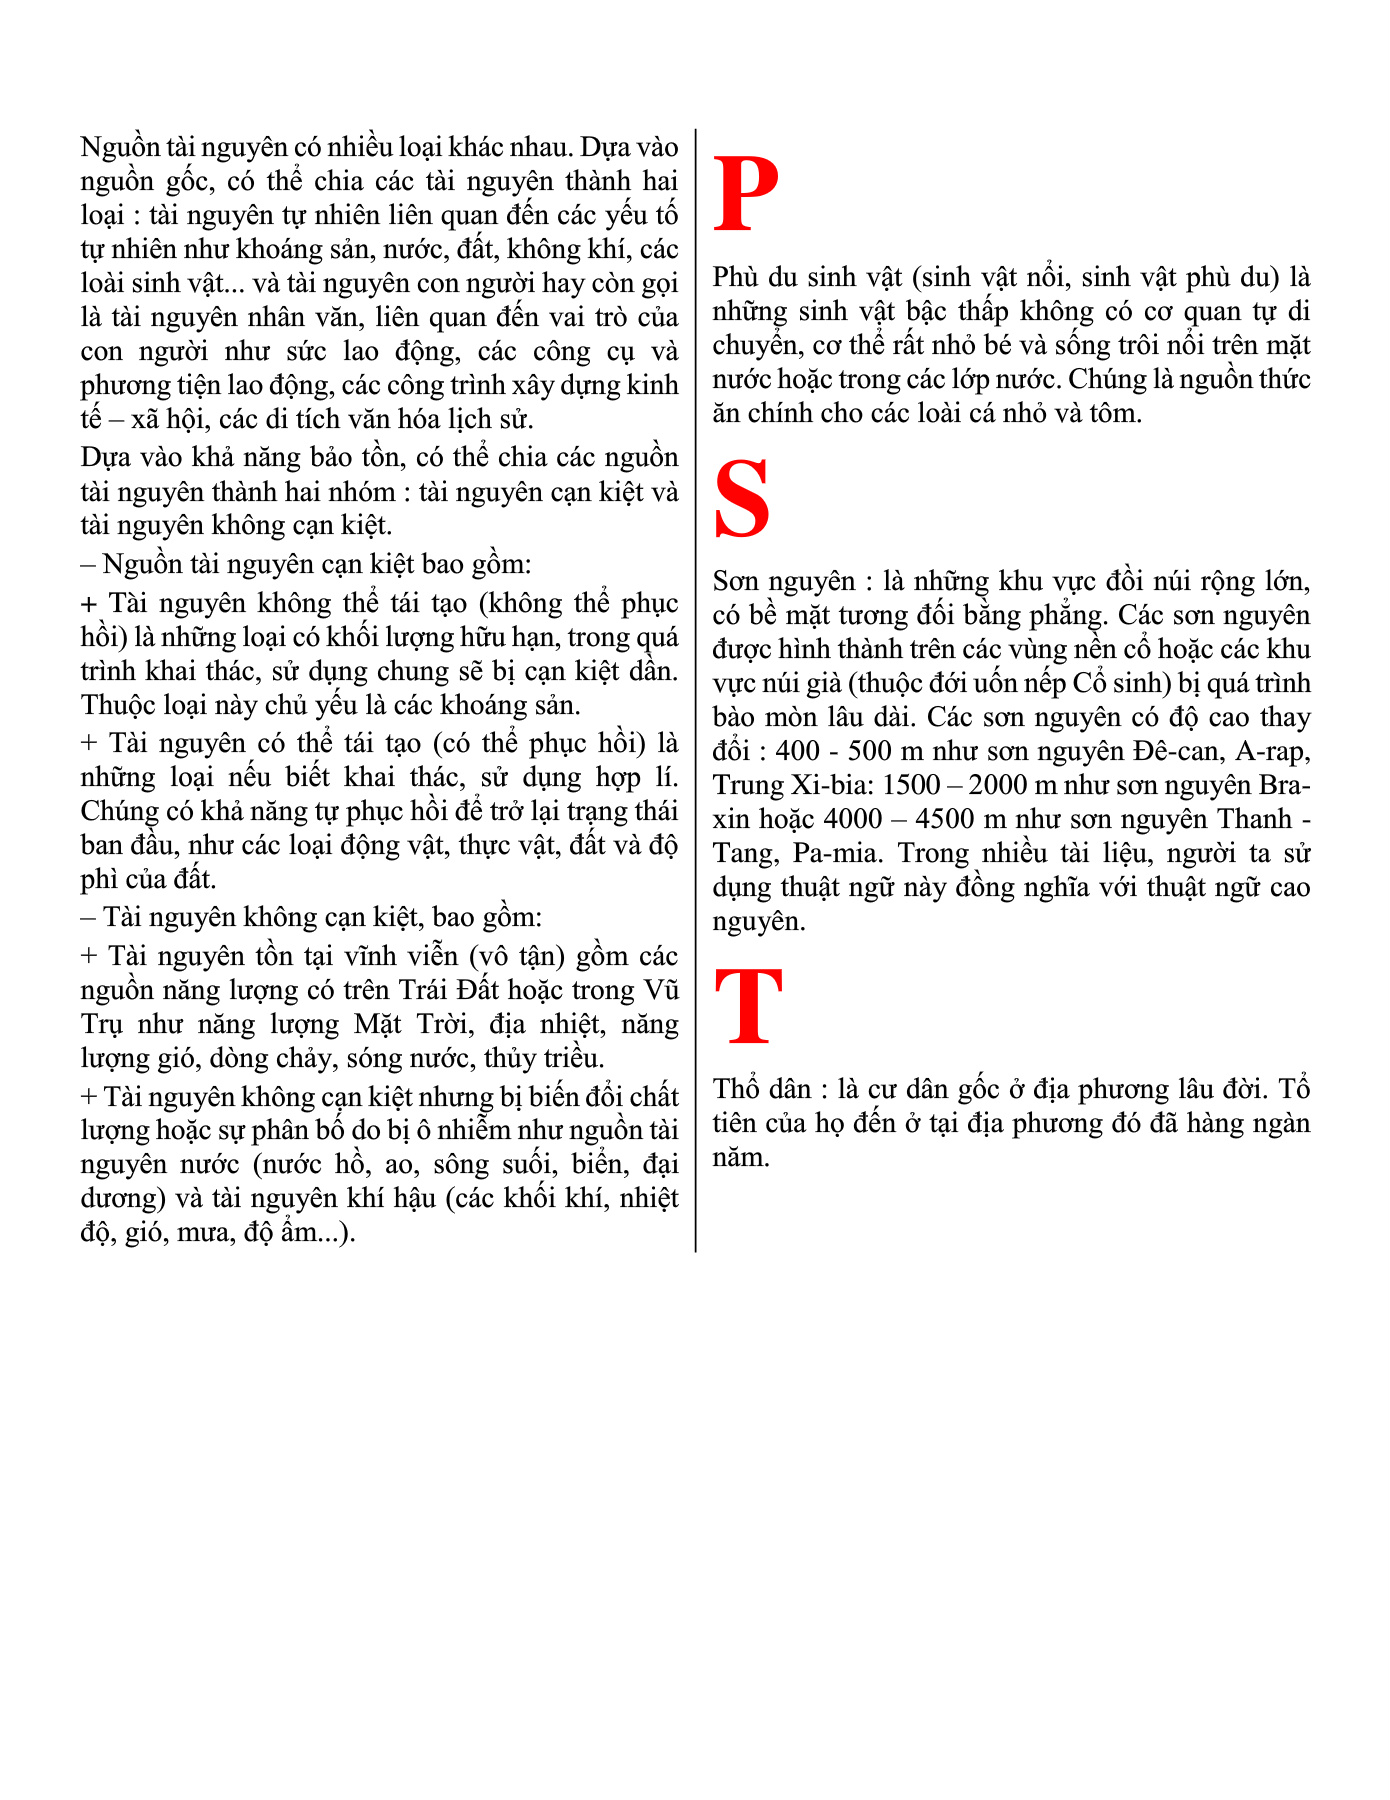 Nguồn tài nguyên có nhiều loại khác nhau. Dựa vào
nguồn gốc, có thể chia các tài nguyên thành hai
loại : tài nguyên tự nhiên liên quan đến các yếu tố
tự nhiên như khoáng sản, nước, đất, không khí, các
loài sinh vật... và tài nguyên con người hay còn gọi
là tài nguyên nhân văn, liên quan đến vai trò của
con người như sức lao động, các công cụ và
phương tiện lao động, các công trình xây dựng kinh
tế – xã hội, các di tích văn hóa lịch sử.
Dựa vào khả năng bảo tồn, có thể chia các nguồn
tài nguyên thành hai nhóm : tài nguyên cạn kiệt và
tài nguyên không cạn kiệt.
– Nguồn tài nguyên cạn kiệt bao gồm:
+ Tài nguyên không thể tái tạo (không thể phục
hồi) là những loại có khối lượng hữu hạn, trong quá
trình khai thác, sử dụng chung sẽ bị cạn kiệt dần.
Thuộc loại này chủ yếu là các khoáng sản.
+ Tài nguyên có thể tái tạo (có thể phục hồi) là
những loại nếu biết khai thác, sử dụng hợp lí.
Chúng có khả năng tự phục hồi để trở lại trạng thái
ban đầu, như các loại động vật, thực vật, đất và độ
phì của đất.
– Tài nguyên không cạn kiệt, bao gồm:
+ Tài nguyên tồn tại vĩnh viễn (vô tận) gồm các
nguồn năng lượng có trên Trái Đất hoặc trong Vũ
Trụ như năng lượng Mặt Trời, địa nhiệt, năng
lượng gió, dòng chảy, sóng nước, thủy triều.
+ Tài nguyên không cạn kiệt nhưng bị biến đổi chất
lượng hoặc sự phân bố do bị ô nhiễm như nguồn tài
nguyên nước (nước hồ, ao, sông suối, biển, đại
dương) và tài nguyên khí hậu (các khối khí, nhiệt
độ, gió, mưa, độ ẩm...).
P
Phù du sinh vật (sinh vật nổi, sinh vật phù du) là
những sinh vật bậc thấp không có cơ quan tự di
chuyển, cơ thể rất nhỏ bé và sống trôi nổi trên mặt
nước hoặc trong các lớp nước. Chúng là nguồn thức
ăn chính cho các loài cá nhỏ và tôm.
S
Sơn nguyên : là những khu vực đồi núi rộng lớn,
có bề mặt tương đối bằng phẳng. Các sơn nguyên
được hình thành trên các vùng nền cổ hoặc các khu
vực núi già (thuộc đới uốn nếp Cổ sinh) bị quá trình
bào mòn lâu dài. Các sơn nguyên có độ cao thay
đổi : 400 - 500 m như sơn nguyên Đê-can, A-rap,
Trung Xi-bia: 1500 – 2000 m như sơn nguyên Bra-
xin hoặc 4000 – 4500 m như sơn nguyên Thanh -
Tang, Pa-mia. Trong nhiều tài liệu, người ta sử
dụng thuật ngữ này đồng nghĩa với thuật ngữ cao
nguyên.
T
Thổ dân : là cư dân gốc ở địa phương lâu đời. Tổ
tiên của họ đến ở tại địa phương đó đã hàng ngàn
năm.